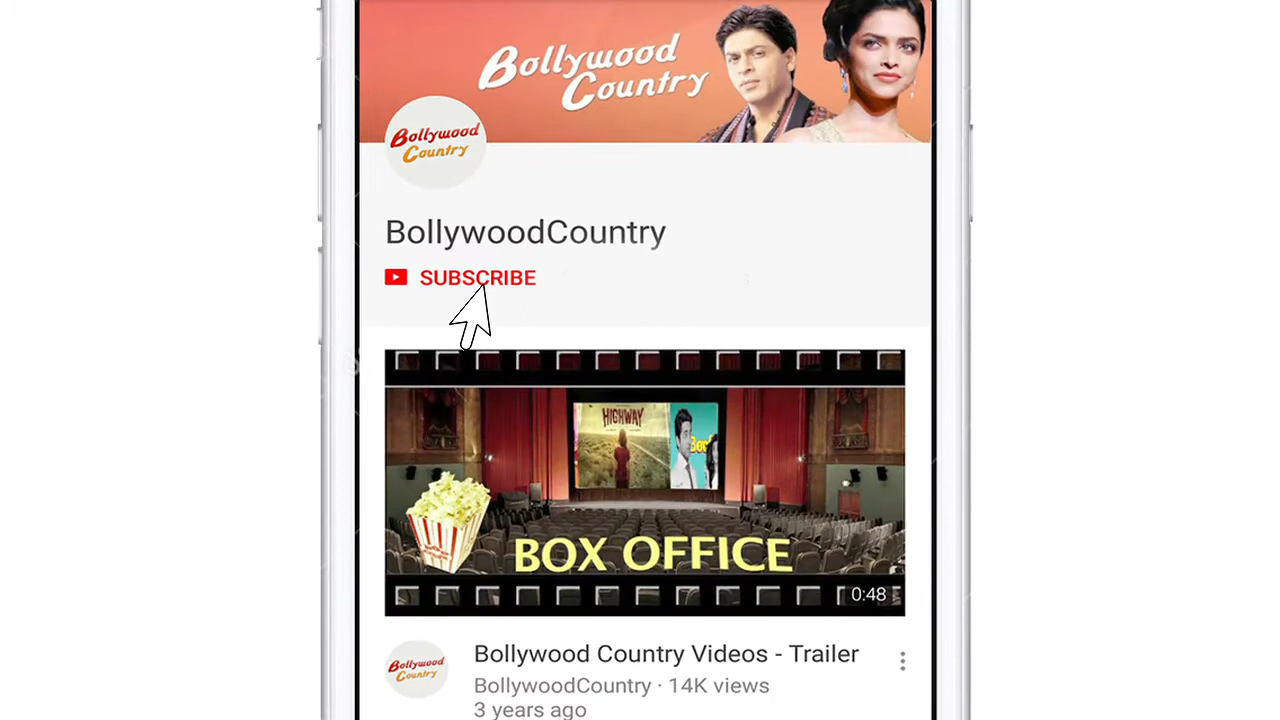 Bollywood
Country
Bollywood
Country
BollywoodCountry
SUBSCRIBE
HIGHWAY
BOX OFFICE
0:48
Bollywood Country Videos - Trailer
Bollywood
Country
BollywoodCountry · 14K views
3 years ago